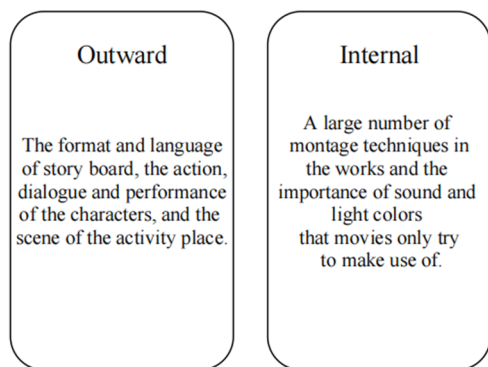 Outward
The format and language
of story board, the action,
dialogue and performance
of the characters, and the
scene of the activity place.
Internal
A large number of
montage techniques in
the works and the
importance of sound and
light colors
that movies only try
to make use of.